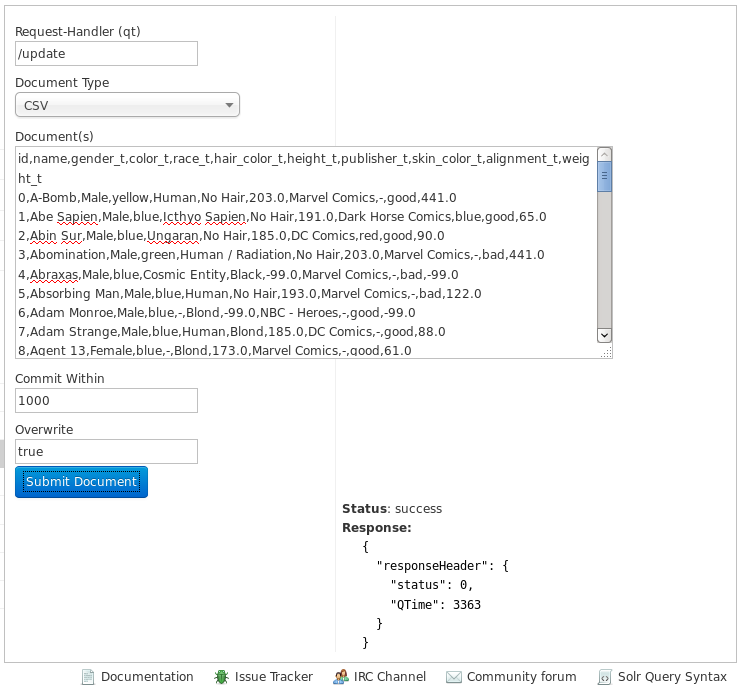 Request-Handler (qt)
/update
Document Type
CSV
Document(s)
id,name,gender_t,color_t,race_t,hair_color_t,height_t,publisher_t,skin_color_t,alignment_t,weig
ht_t
0,A-Bomb,Male,yellow,Human,No Hair,203.0,Marvel Comics,-,good,441.0
1,Abe Sapien,Male,blue,Icthyo Sapien,No Hair,191.0,Dark Horse Comics,blue,good,65.0
2,Abin Sur,Male,blue,Ungaran,No Hair,185.0,DC Comics,red,good,90.0
3,Abomination,Male,green,Human / Radiation,No Hair,203.0,Marvel Comics,-,bad,441.0
4,Abraxas,Male,blue,Cosmic Entity,Black,-99.0,Marvel Comics,-,bad,-99.0
5,Absorbing Man,Male,blue,Human,No Hair,193.0,Marvel Comics,-,bad,122.0
6,Adam Monroe,Male,blue,-,Blond,-99.0,NBC - Heroes,-,good,-99.0
7,Adam Strange,Male,blue,Human,Blond,185.0,DC Comics,-,good,88.0
8,Agent 13,Female,blue,-,Blond,173.0,Marvel Comics,-,good,61.0
Commit Within
1000
Overwrite
true
Submit Document
Status: success
Response:
{
"responseHeader": {
"status": 0,
"QTime": 3363
}
}
Documentation Issue Tracker IRC Channel Community forum Solr Query Syntax